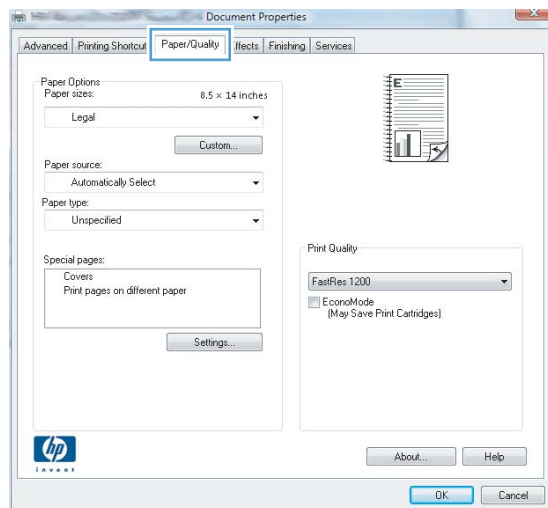 Document Properties
Advanced Printing Shortcut Paper/Quality ffects Finishing Services
Paper Options
Paper sizes: 8.5 × 14 inches
Legal
Custom...
Paper source:
Automatically Select
Paper type:
Unspecified
Special pages:
Covers
Print pages on different paper
Settings...
E
Print Quality
FastRes 1200
EconoMode
(May Save Print Cartridges)
hp
invent
About... Help
OK Cancel